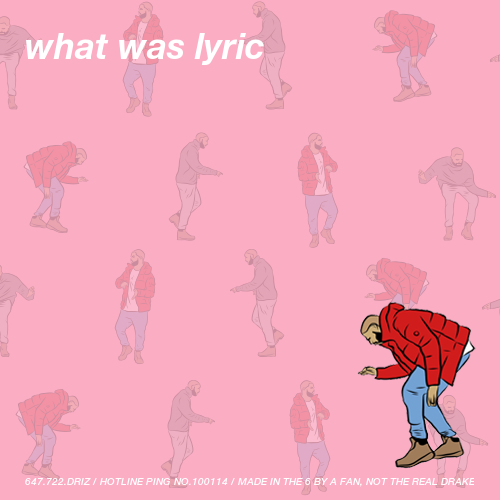 what was lyric
647.722.DRIZ / HOTLINE PING NO.100114 / MADE IN THE 6 BY A FAN, NOT THE REAL DRAKE